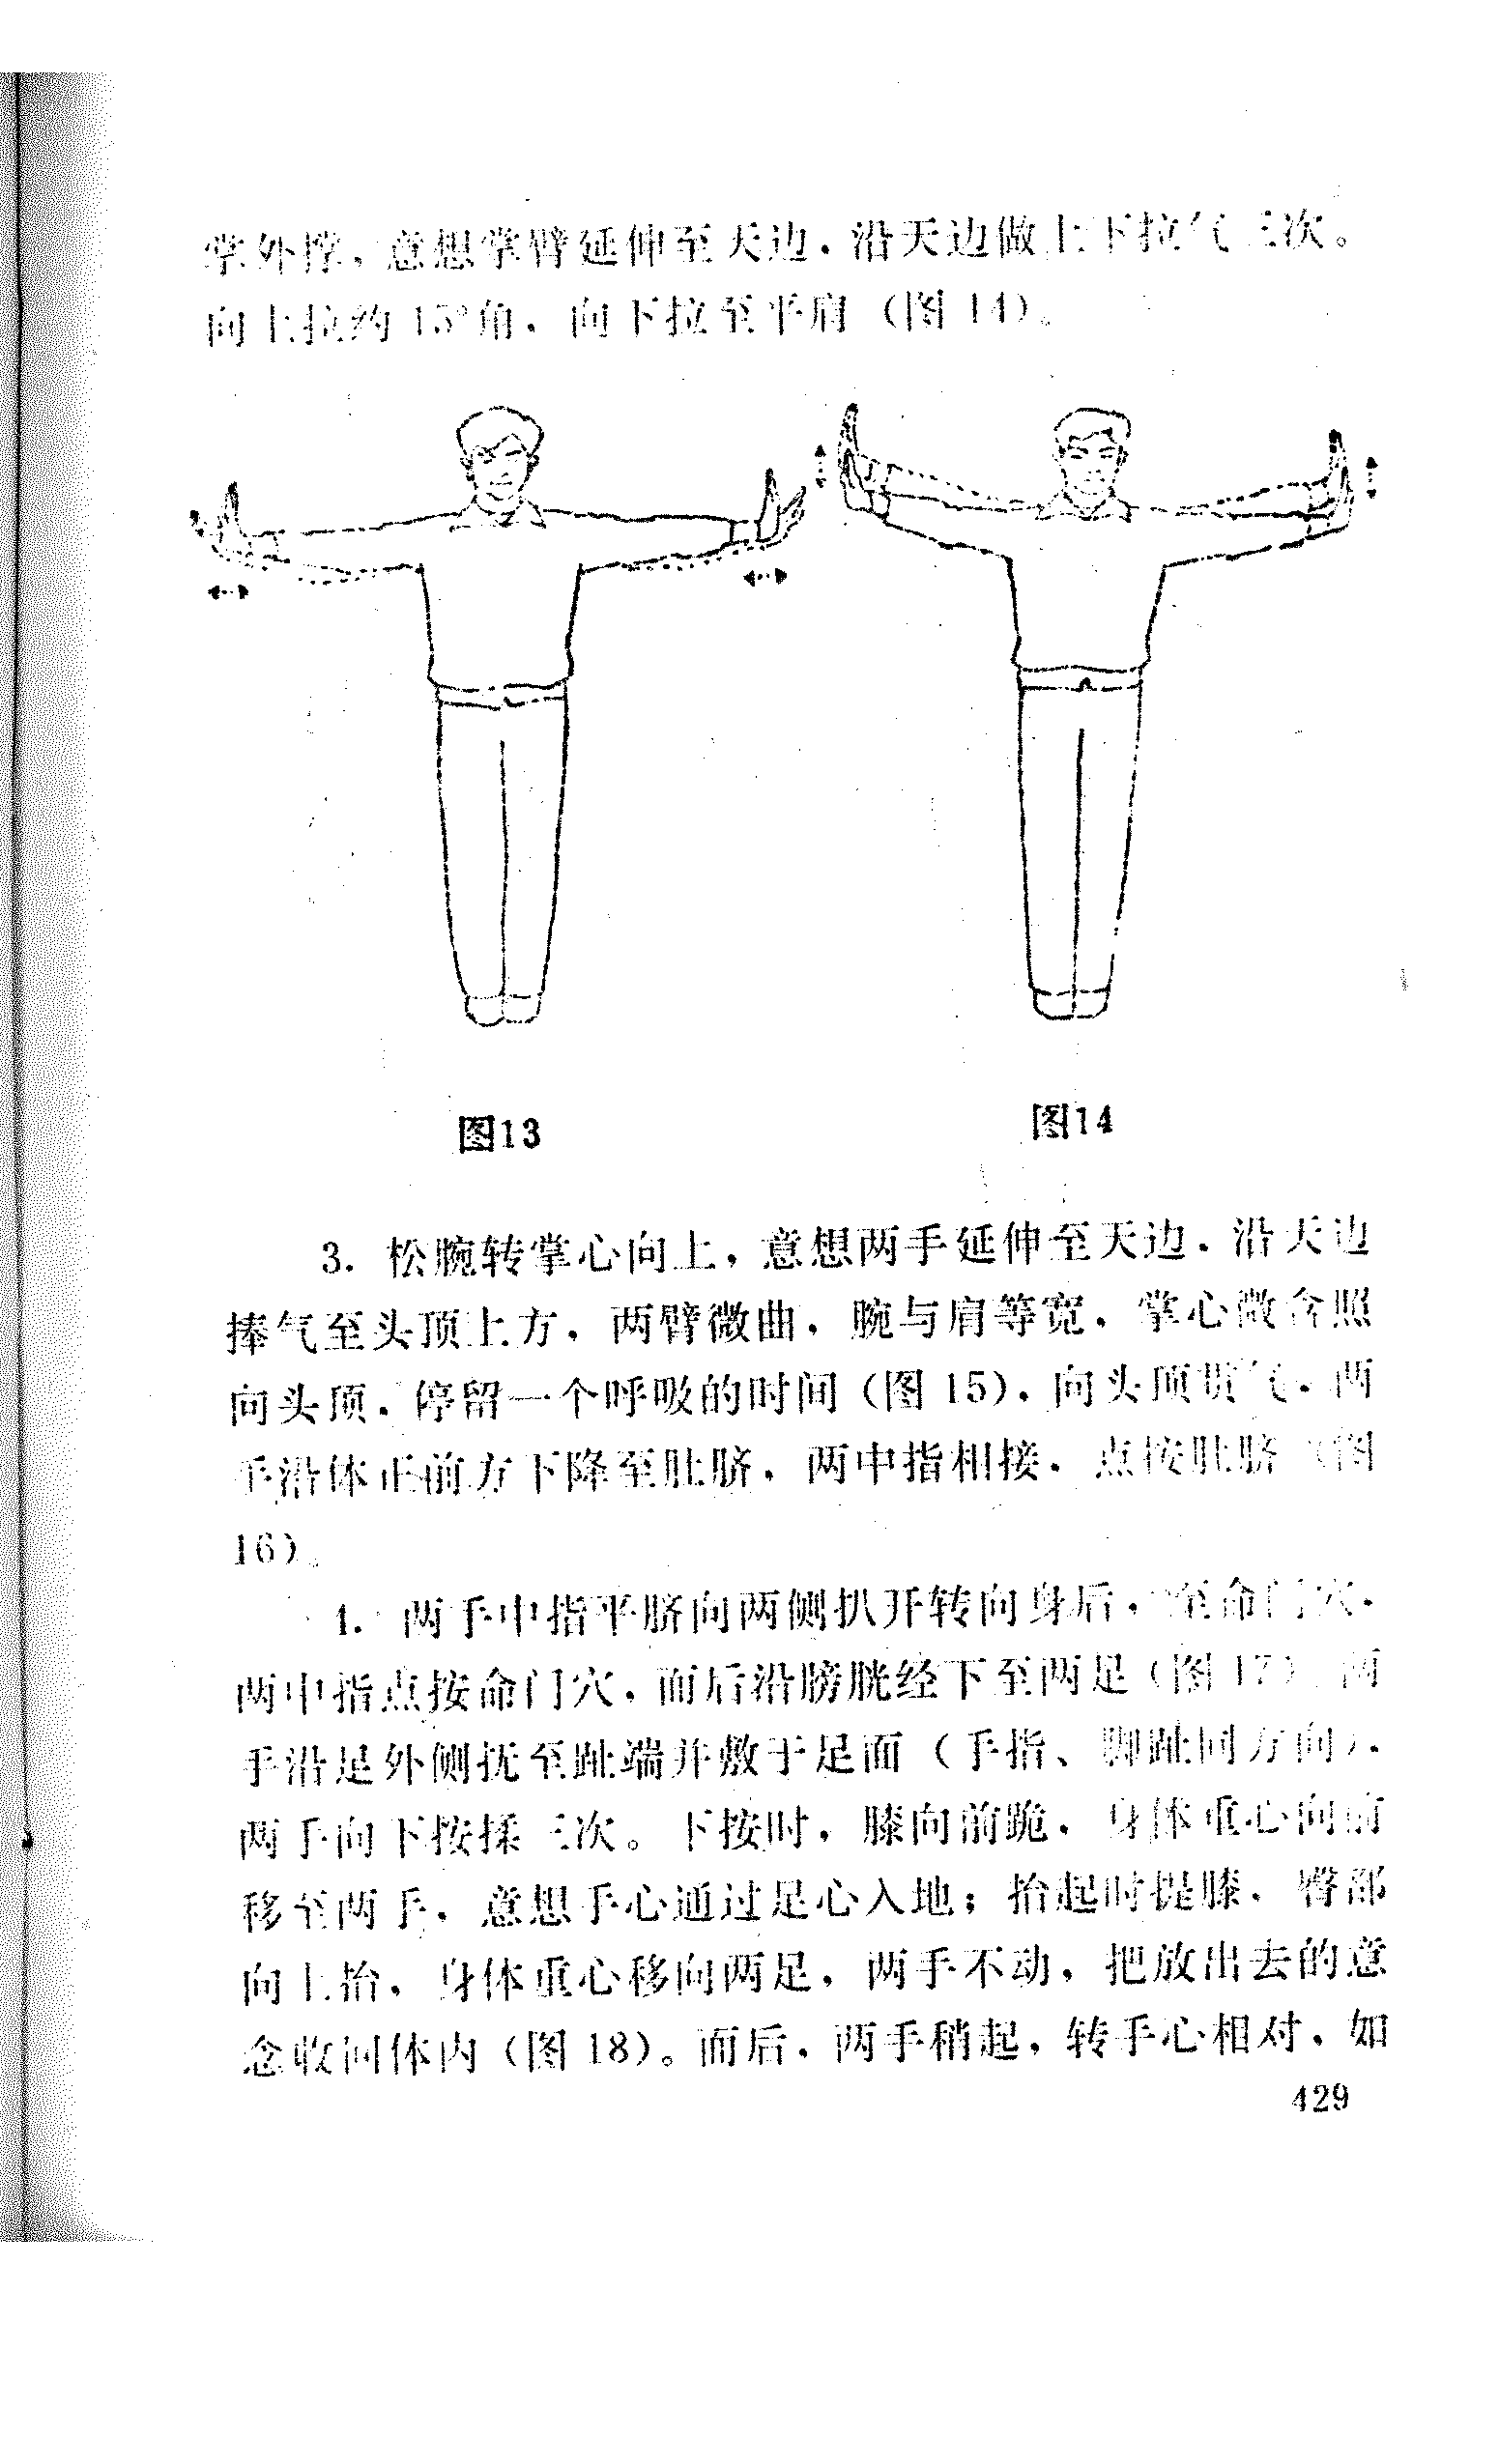 掌外撑，意想掌臂延伸至天边，沿天边做上下拉气三次。
向上拉约15°角，向下拉至平肩（图14）。
图13
图14
3. 松腕转掌心向上，意想两手延伸至天边，沿天边
捧气至头顶上方，两臂微曲，腕与肩等宽，掌心微含照
向头顶，停留一个呼吸的时间（图15），向头顶贯气，两
手沿体正前方下降至肚脐，两中指相接，点按肚脐（图
16）。
4. 两手中指平脐向两侧扒开转向身后，至命门穴，
两中指点按命门穴，而后沿膀胱经下至两足（图17）两
手沿足外侧抚至趾端并敷于足面（手指、脚趾同方向），
两手向下按揉三次。下按时，膝向前跪，身体重心向前
移至两手，意想手心通过足心入地；抬起时提膝，臀部
向上抬，身体重心移向两足，两手不动，把放出去的意
念收回体内（图18）。而后，两手稍起，转手心相对，如
429